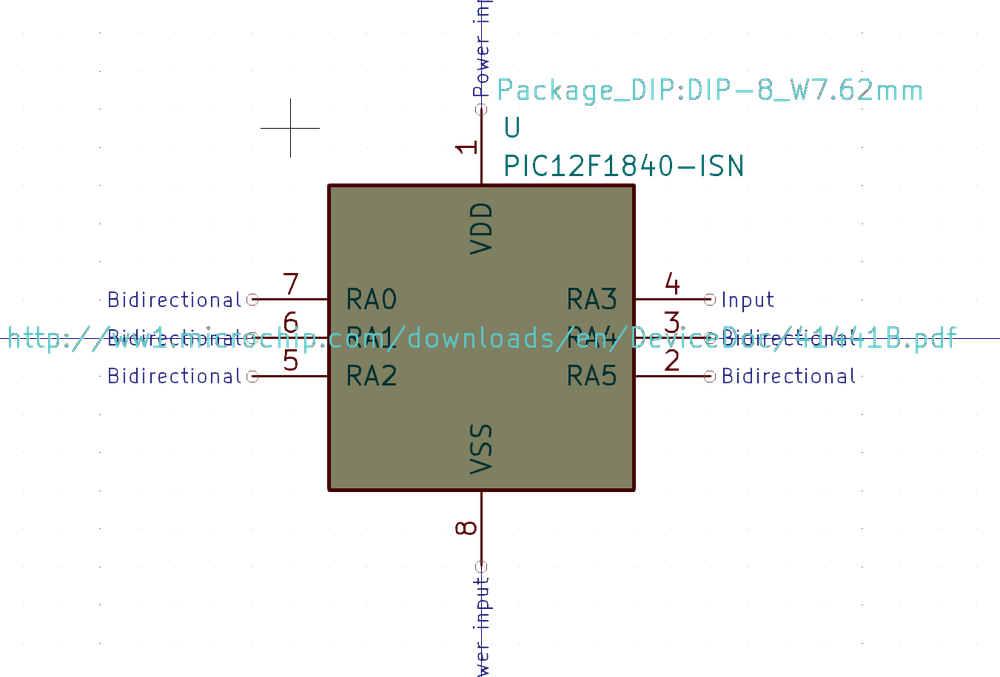 Power inp
Package_DIP:DIP-8_W7.62mm
U
1
PIC12F1840-ISN
VDD
7 4
Bidirectional RA0 RA3 Input
6 3
Bidirectional RA1 RA4 Bidirectional
http://ww1.microchip.com/downloads/en/DeviceDoc/41441B.pdf
5 2
Bidirectional RA2 RA5 Bidirectional
VSS
8
wer input